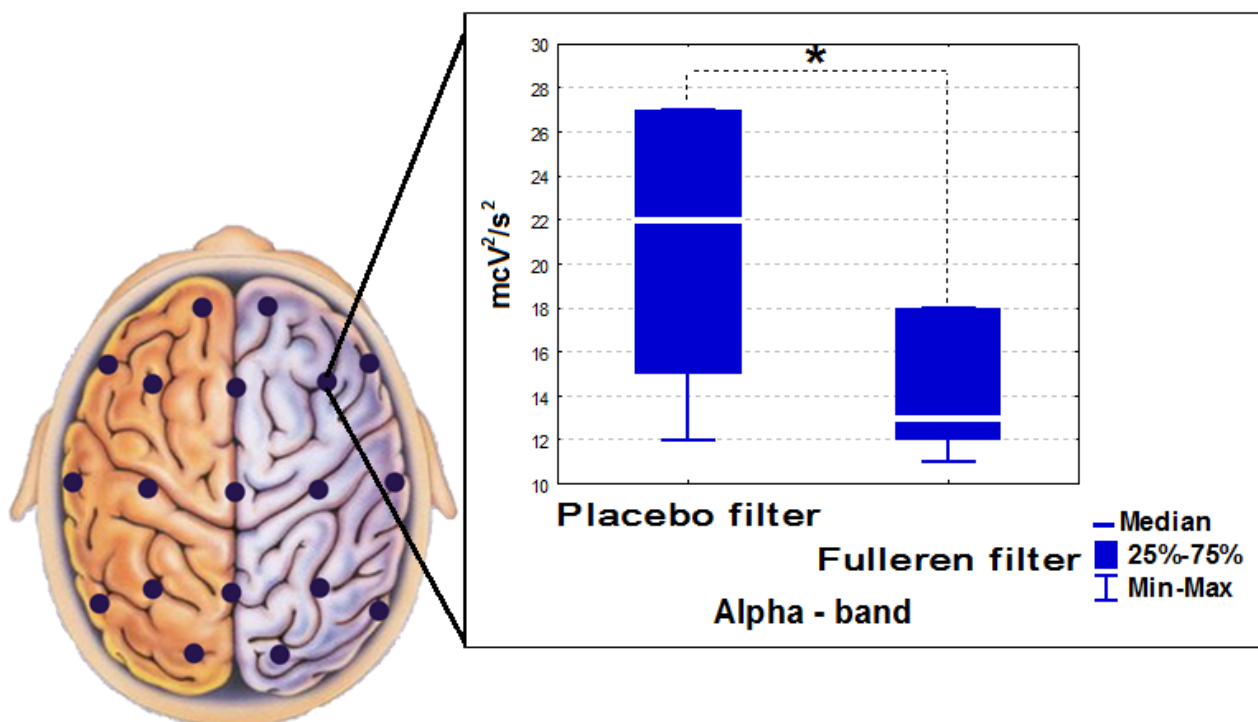 *
30
28
26
24
22
20
18
16
14
12
10
mcV²/s²
Placebo filter
Fulleren filter
Alpha - band
Median
25%-75%
Min-Max